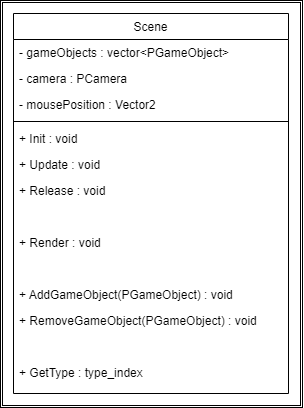 Scene
- gameObjects : vector<PGameObject>
- camera : PCamera
- mousePosition : Vector2
+ Init : void
+ Update : void
+ Release : void
+ Render : void
+ AddGameObject(PGameObject) : void
+ RemoveGameObject(PGameObject) : void
+ GetType : type_index